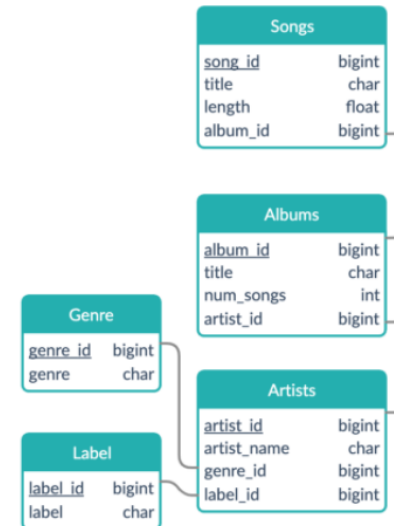 Songs
song_id bigint
title char
length float
album_id bigint
Albums
album_id bigint
title char
num_songs int
artist_id bigint
Genre
genre_id bigint
genre char
Artists
artist_id bigint
artist_name char
genre_id bigint
label_id bigint
Label
label_id bigint
label char